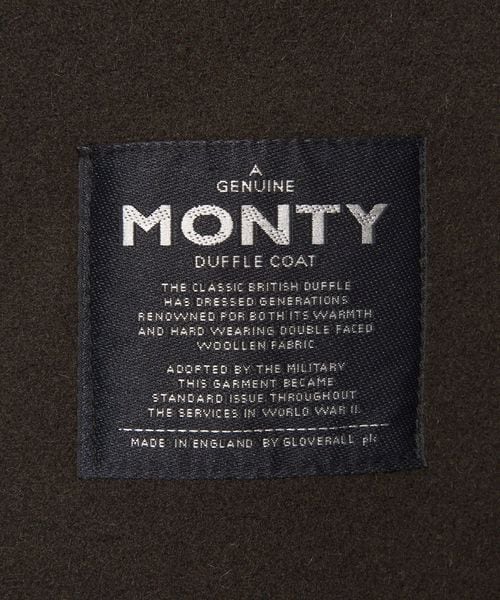 A
GENUINE
MONTY
DUFFLE COAT
THE CLASSIC BRITISH DUFFLE
HAS DRESSED GENERATIONS
RENOWNED FOR BOTH ITS WARMTH
AND HARD WEARING DOUBLE FACED
WOOLLEN FABRIC
ADOPTED BY THE MILITARY
THIS GARMENT BECAME
STANDARD ISSUE THROUGHOUT
THE SERVICES IN WORLD WAR II.
MADE IN ENGLAND BY GLOVERALL plc